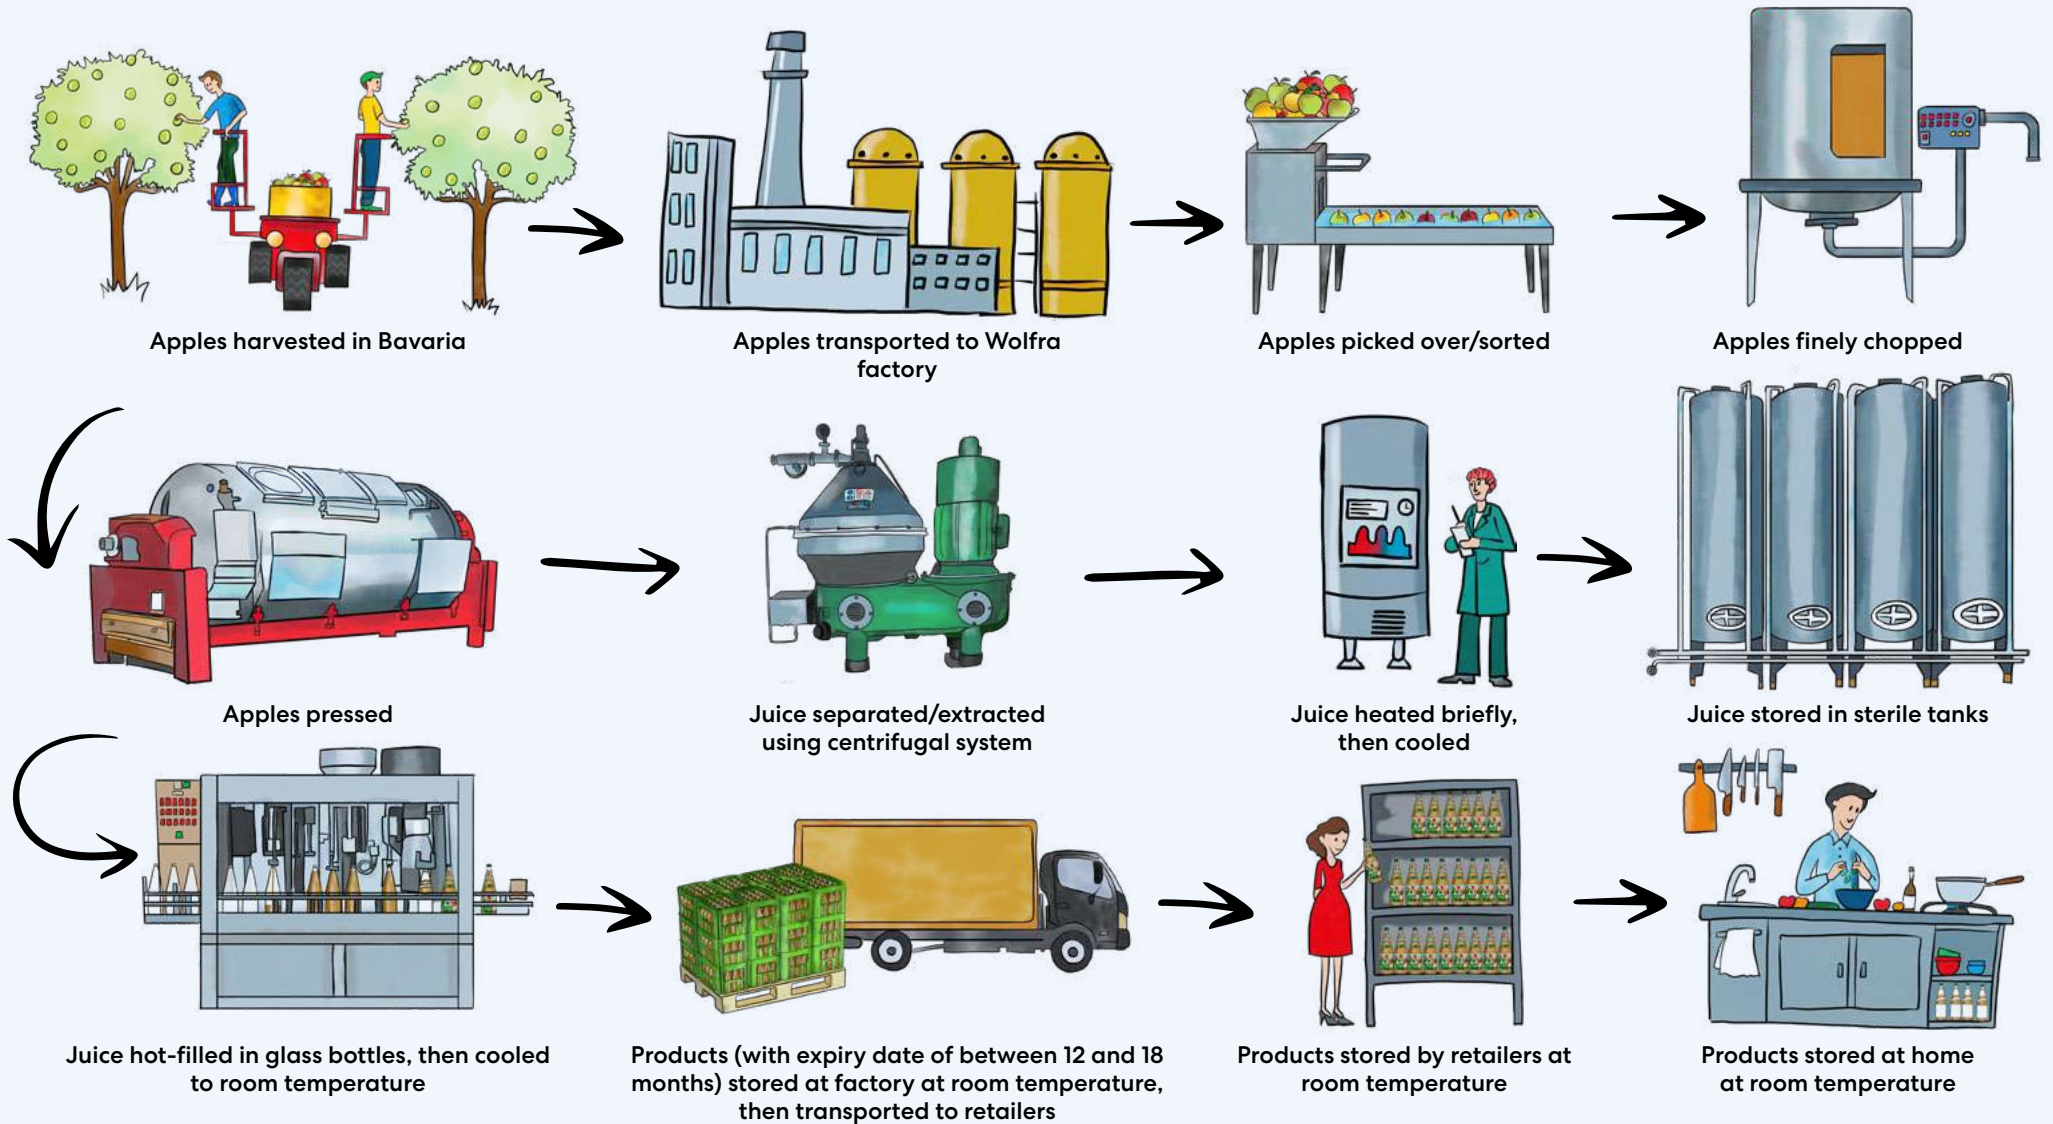 Apples harvested in Bavaria
Apples transported to Wolfra
factory
Apples picked over/sorted
Apples finely chopped
Apples pressed
Juice separated/extracted
using centrifugal system
Juice heated briefly,
then cooled
Juice stored in sterile tanks
Juice hot-filled in glass bottles, then cooled
to room temperature
Products (with expiry date of between 12 and 18
months) stored at factory at room temperature,
then transported to retailers
Products stored by retailers at
room temperature
Products stored at home
at room temperature